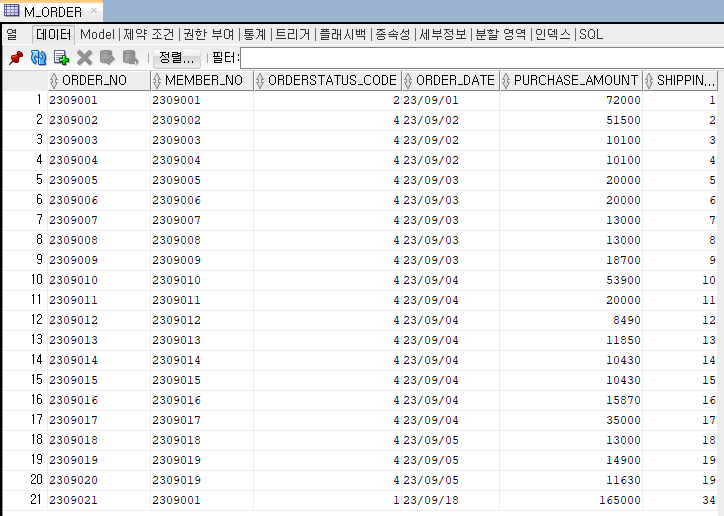 M_ORDER
열 데이터 Model 제약 조건 권한 부여 통계 트리거 플래시백 종속성 세부정보 분할 영역 인덱스 SQL
정렬... 필터:
ORDER_NO MEMBER_NO ORDERSTATUS_CODE ORDER_DATE PURCHASE_AMOUNT SHIPPIN...
1 2309001 2309001 2 23/09/01 72000 1
2 2309002 2309002 4 23/09/02 51500 2
3 2309003 2309003 4 23/09/02 10100 3
4 2309004 2309004 4 23/09/02 10100 4
5 2309005 2309005 4 23/09/03 20000 5
6 2309006 2309006 4 23/09/03 20000 6
7 2309007 2309007 4 23/09/03 13000 7
8 2309008 2309008 4 23/09/03 13000 8
9 2309009 2309009 4 23/09/03 18700 9
10 2309010 2309010 4 23/09/04 53900 10
11 2309011 2309011 4 23/09/04 20000 11
12 2309012 2309012 4 23/09/04 8490 12
13 2309013 2309013 4 23/09/04 11850 13
14 2309014 2309014 4 23/09/04 10430 14
15 2309015 2309015 4 23/09/04 10430 15
16 2309016 2309016 4 23/09/04 15870 16
17 2309017 2309017 4 23/09/04 35000 17
18 2309018 2309018 4 23/09/05 13000 18
19 2309019 2309019 4 23/09/05 14900 19
20 2309020 2309019 4 23/09/05 11630 19
21 2309021 2309001 1 23/09/18 165000 34